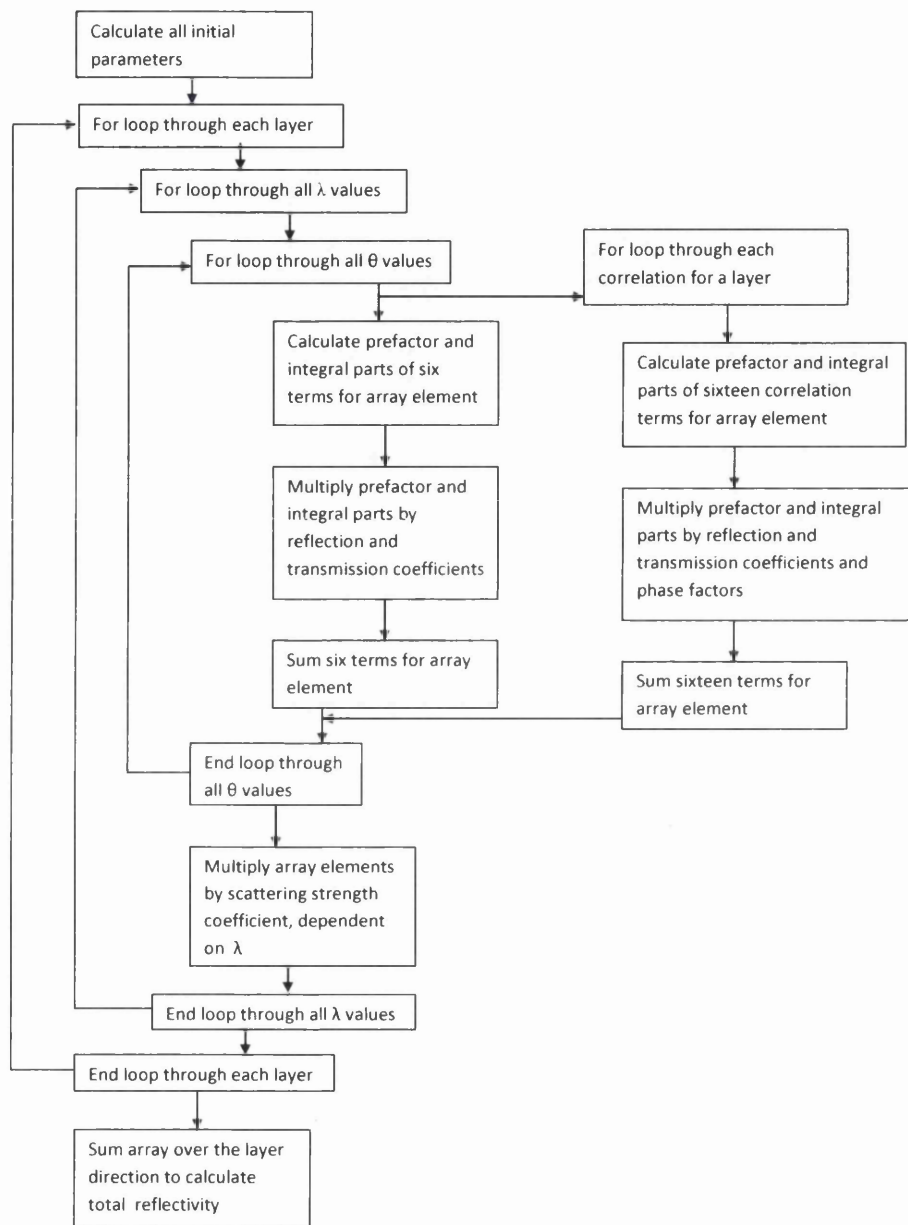 Calculate all initial
parameters
For loop through each layer
For loop through all λ values
For loop through all θ values
For loop through each
correlation for a layer
Calculate prefactor and
integral parts of six
terms for array element
Calculate prefactor and integral
parts of sixteen correlation
terms for array element
Multiply prefactor and
integral parts by
reflection and
transmission coefficients
Multiply prefactor and integral
parts by reflection and
transmission coefficients and
phase factors
Sum six terms for array
element
Sum sixteen terms for
array element
End loop through
all θ values
Multiply array elements
by scattering strength
coefficient, dependent
on λ
End loop through all λ values
End loop through each layer
Sum array over the layer
direction to calculate
total reflectivity